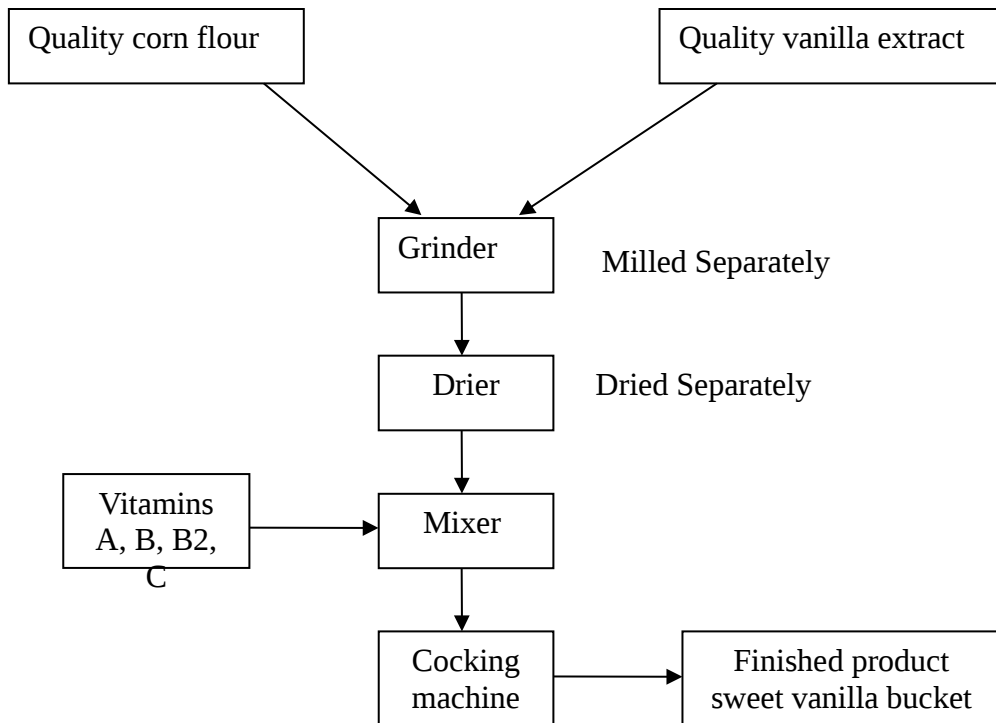 Quality corn flour
Quality vanilla extract
Grinder
Milled Separately
Drier
Dried Separately
Vitamins
A, B, B2,
C
Mixer
Cocking
machine
Finished product
sweet vanilla bucket